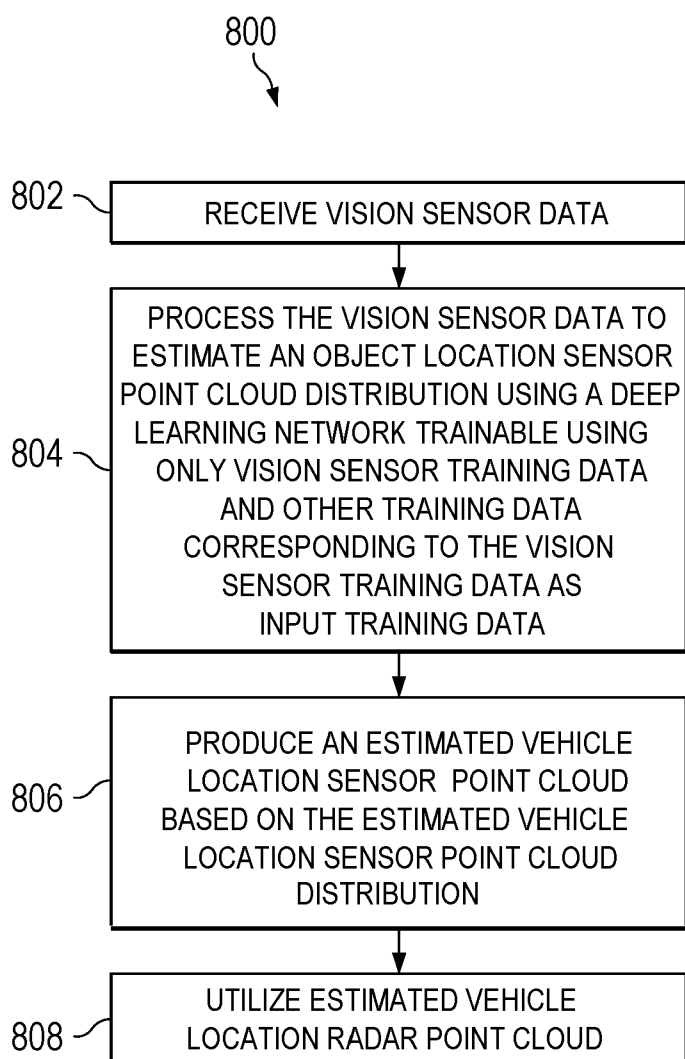 800
802
RECEIVE VISION SENSOR DATA
804
PROCESS THE VISION SENSOR DATA TO
ESTIMATE AN OBJECT LOCATION SENSOR
POINT CLOUD DISTRIBUTION USING A DEEP
LEARNING NETWORK TRAINABLE USING
ONLY VISION SENSOR TRAINING DATA
AND OTHER TRAINING DATA
CORRESPONDING TO THE VISION
SENSOR TRAINING DATA AS
INPUT TRAINING DATA
806
PRODUCE AN ESTIMATED VEHICLE
LOCATION SENSOR POINT CLOUD
BASED ON THE ESTIMATED VEHICLE
LOCATION SENSOR POINT CLOUD
DISTRIBUTION
808
UTILIZE ESTIMATED VEHICLE
LOCATION RADAR POINT CLOUD